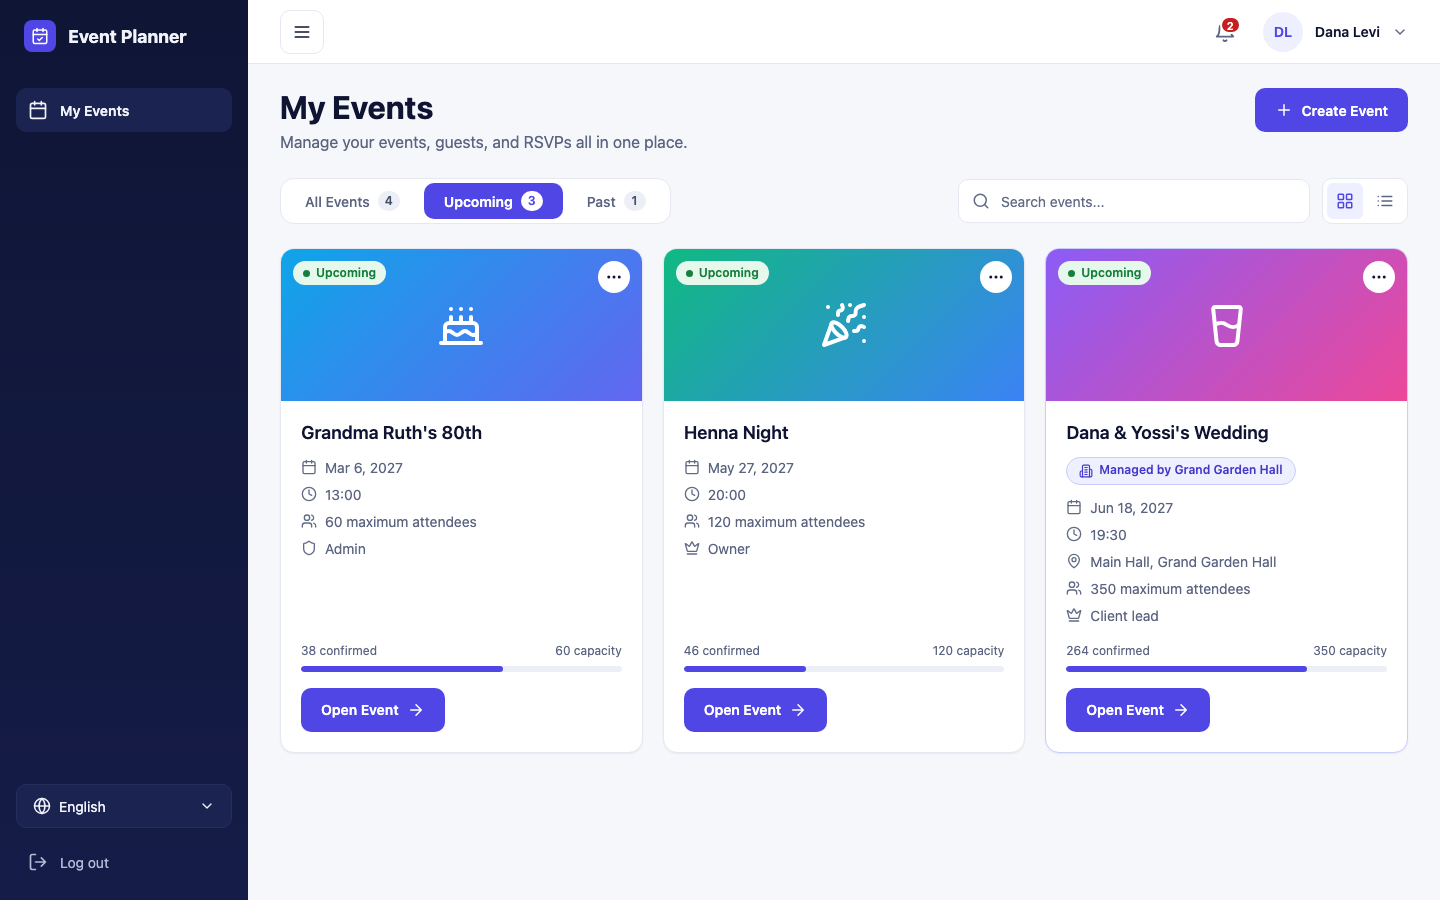 Event Planner
My Events
English
Log out
2
DL
Dana Levi
My Events
Manage your events, guests, and RSVPs all in one place.
Create Event
All Events 4
Upcoming 3
Past 1
Search events...
Upcoming
Grandma Ruth's 80th
Mar 6, 2027
13:00
60 maximum attendees
Admin
38 confirmed
60 capacity
Open Event
Upcoming
Henna Night
May 27, 2027
20:00
120 maximum attendees
Owner
46 confirmed
120 capacity
Open Event
Upcoming
Dana & Yossi's Wedding
Managed by Grand Garden Hall
Jun 18, 2027
19:30
Main Hall, Grand Garden Hall
350 maximum attendees
Client lead
264 confirmed
350 capacity
Open Event